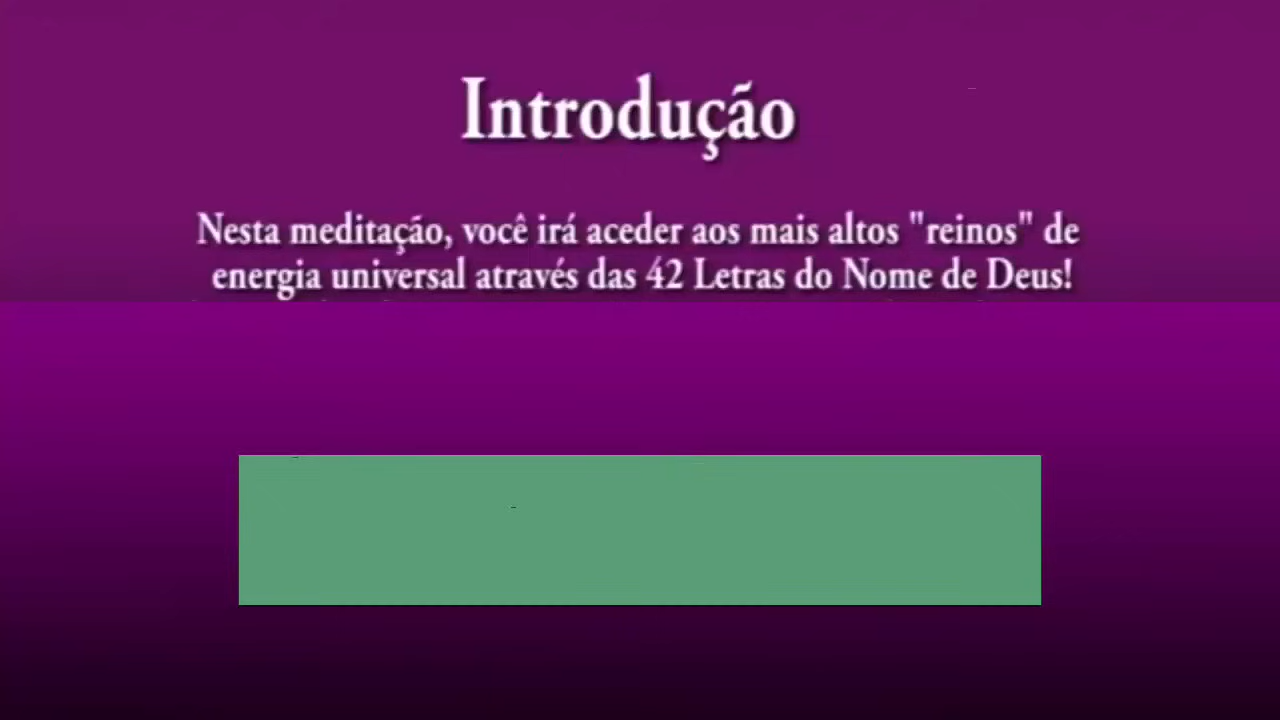 Introdução
Nesta meditação, você irá aceder aos mais altos "reinos" de
energia universal através das 42 Letras do Nome de Deus!